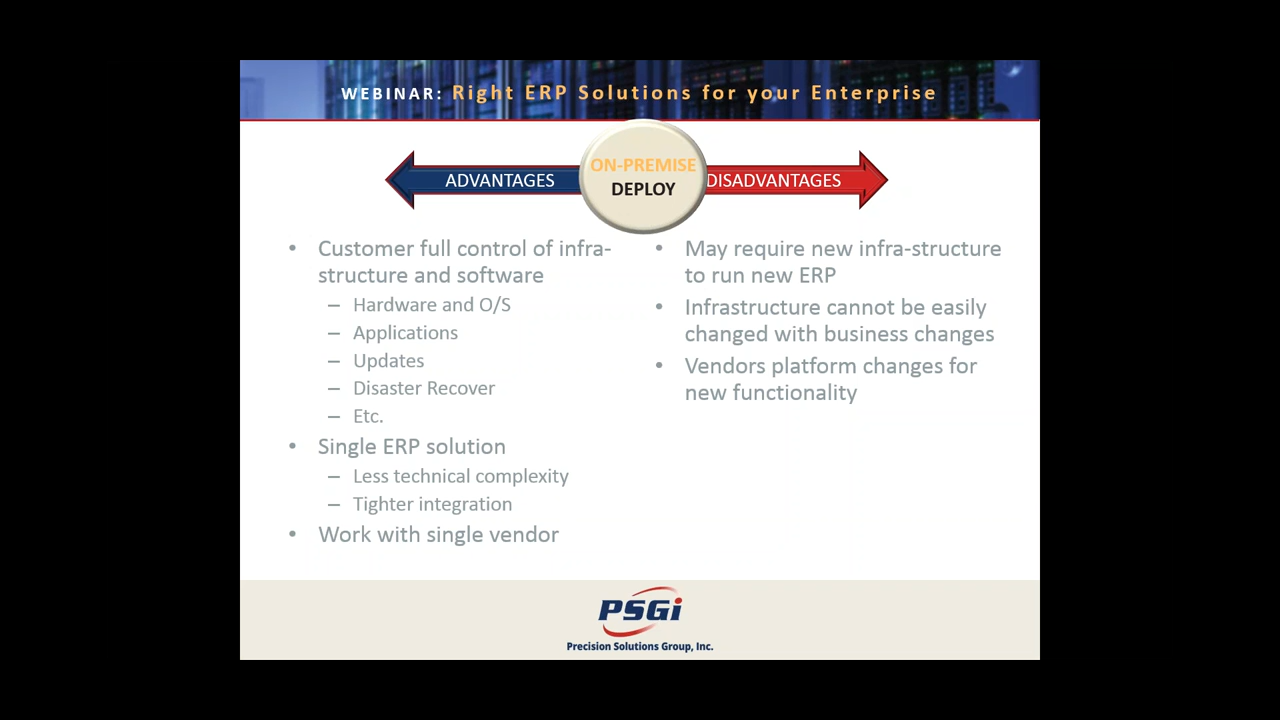 WEBINAR: Right ERP Solutions for your Enterprise
ADVANTAGES
ON-PREMISE
DEPLOY
DISADVANTAGES
• Customer full control of infra-
structure and software
– Hardware and O/S
– Applications
– Updates
– Disaster Recover
– Etc.
• Single ERP solution
– Less technical complexity
– Tighter integration
• Work with single vendor
• May require new infra-structure
to run new ERP
• Infrastructure cannot be easily
changed with business changes
• Vendors platform changes for
new functionality
PSGi
Precision Solutions Group, Inc.